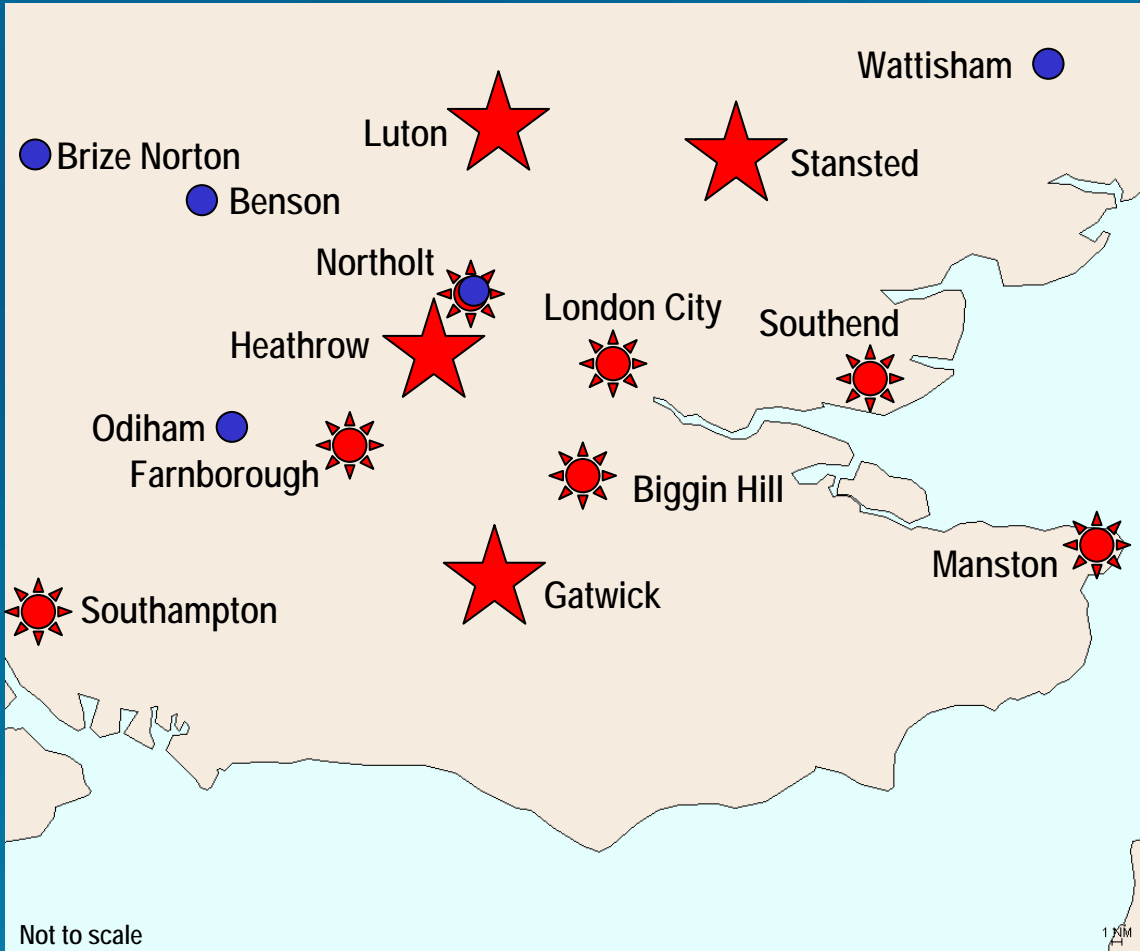 Wattisham
Luton
Brize Norton
Stansted
Benson
Northolt
London City
Southend
Heathrow
Odiham
Farnborough
Biggin Hill
Manston
Gatwick
Southampton
Not to scale
1 NM